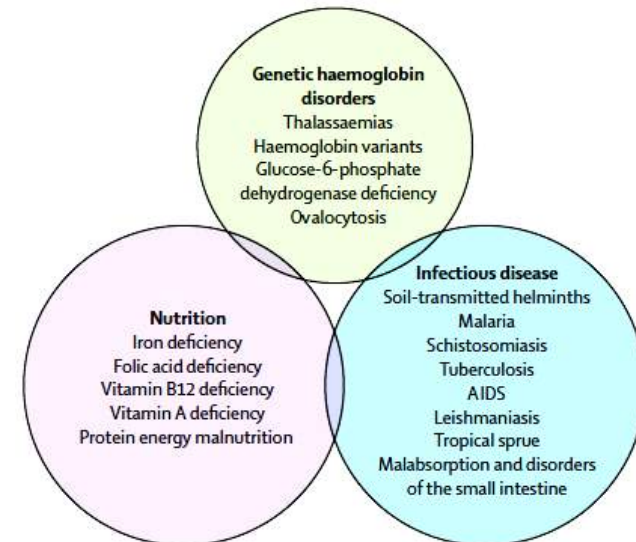 Genetic haemoglobin
disorders
Thalassaemias
Haemoglobin variants
Glucose-6-phosphate
dehydrogenase deficiency
Ovalocytosis
Nutrition
Iron deficiency
Folic acid deficiency
Vitamin B12 deficiency
Vitamin A deficiency
Protein energy malnutrition
Infectious disease
Soil-transmitted helminths
Malaria
Schistosomiasis
Tuberculosis
AIDS
Leishmaniasis
Tropical sprue
Malabsorption and disorders
of the small intestine